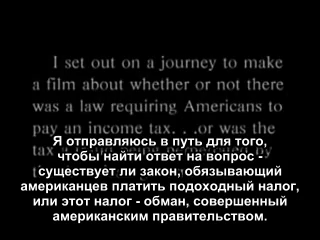 I set out on a journey to make
a film about whether or not there
was a law requiring Americans to
pay an income tax. . .or was the
Я отправляюсь в путь для того,
чтобы найти ответ на вопрос -
существует ли закон, обязывающий
американцев платить подоходный налог,
или этот налог - обман, совершенный
американским правительством.